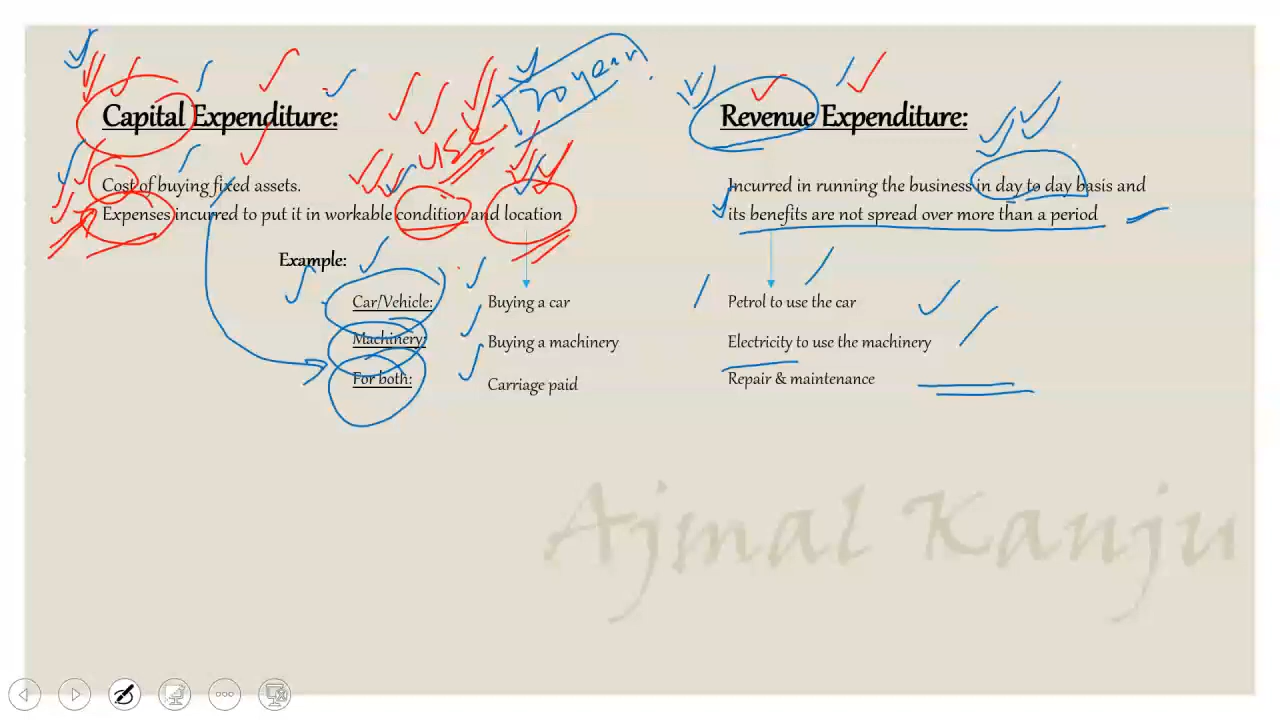 Capital Expenditure:
Cost of buying fixed assets.
Expenses incurred to put it in workable condition and location
USE
20 years
Revenue Expenditure:
Incurred in running the business in day to day basis and
its benefits are not spread over more than a period
Example:
Car/Vehicle: Buying a car Petrol to use the car
Machinery: Buying a machinery Electricity to use the machinery
For both: Carriage paid Repair & maintenance
Ajmal Kanju